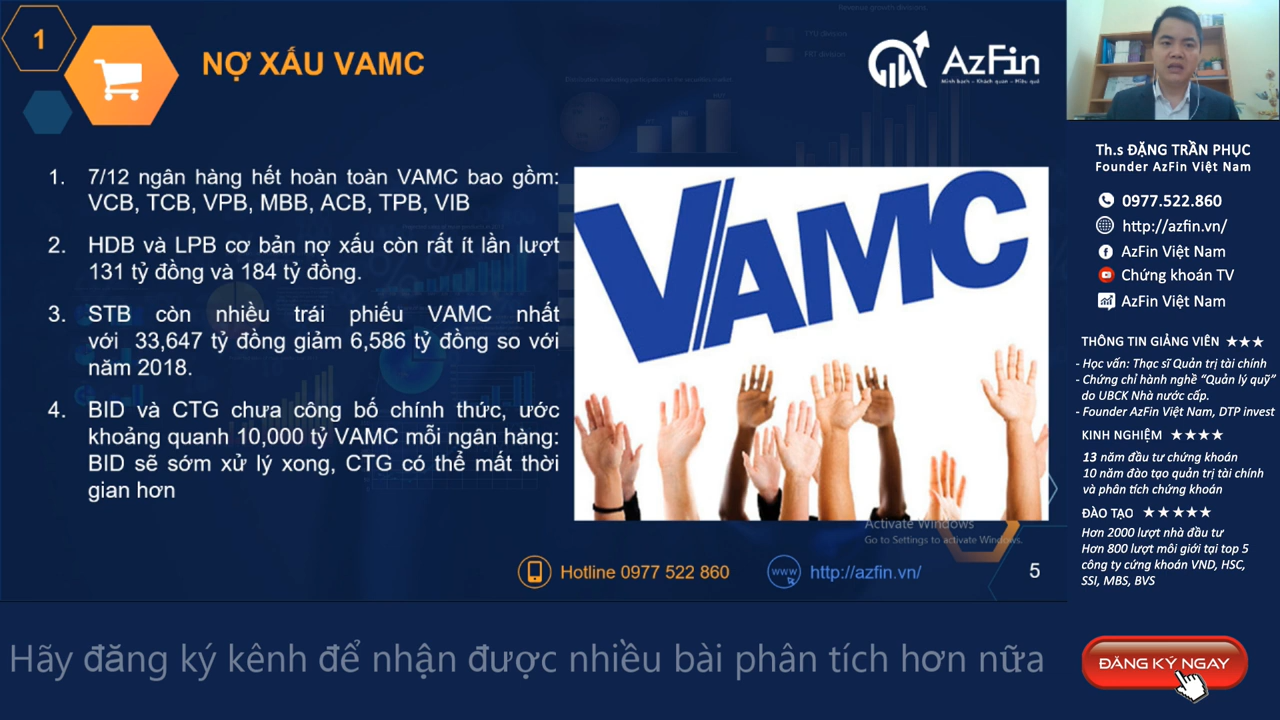 1
NỢ XẤU VAMC
AzFin
Minh bạch – Khách quan – Hiệu quả
1. 7/12 ngân hàng hết hoàn toàn VAMC bao gồm:
VCB, TCB, VPB, MBB, ACB, TPB, VIB
2. HDB và LPB cơ bản nợ xấu còn rất ít lần lượt
131 tỷ đồng và 184 tỷ đồng.
3. STB còn nhiều trái phiếu VAMC nhất
với 33,647 tỷ đồng giảm 6,586 tỷ đồng so với
năm 2018.
4. BID và CTG chưa công bố chính thức, ước
khoảng quanh 10,000 tỷ VAMC mỗi ngân hàng:
BID sẽ sớm xử lý xong, CTG có thể mất thời
gian hơn
VAMC
Activate Windows
Go to Settings to activate Windows.
Hotline 0977 522 860
www
http://azfin.vn/
5
Th.s ĐẶNG TRẦN PHỤC
Founder AzFin Việt Nam
0977.522.860
http://azfin.vn/
AzFin Việt Nam
Chứng khoán TV
AzFin Việt Nam
THÔNG TIN GIẢNG VIÊN ★★★
- Học vấn: Thạc sĩ Quản trị tài chính
- Chứng chỉ hành nghề “Quản lý quỹ”
do UBCK Nhà nước cấp.
- Founder AzFin Việt Nam, DTP invest
KINH NGHIỆM ★★★★
13 năm đầu tư chứng khoán
10 năm đào tạo quản trị tài chính
và phân tích chứng khoán
ĐÀO TẠO ★★★★★
Hơn 2000 lượt nhà đầu tư
Hơn 800 lượt môi giới tại top 5
công ty cứng khoán VND, HSC,
SSI, MBS, BVS
Hãy đăng ký kênh để nhận được nhiều bài phân tích hơn nữa
ĐĂNG KÝ NGAY